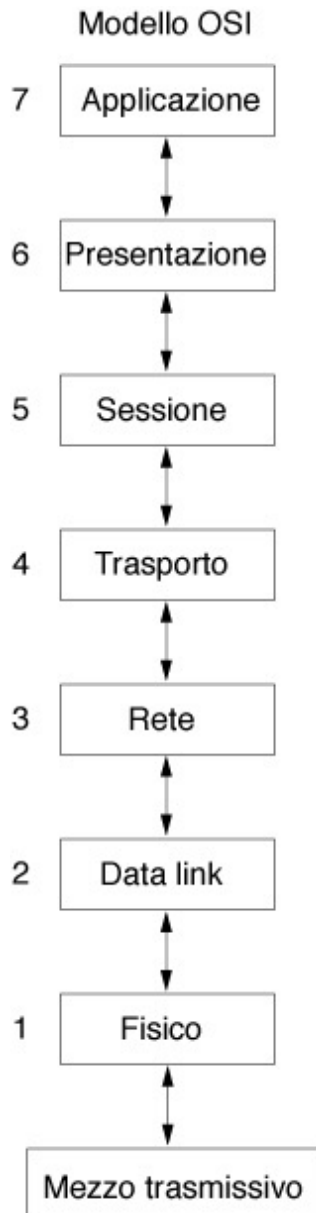 Modello OSI
7 Applicazione
6 Presentazione
5 Sessione
4 Trasporto
3 Rete
2 Data link
1 Fisico
Mezzo trasmissivo